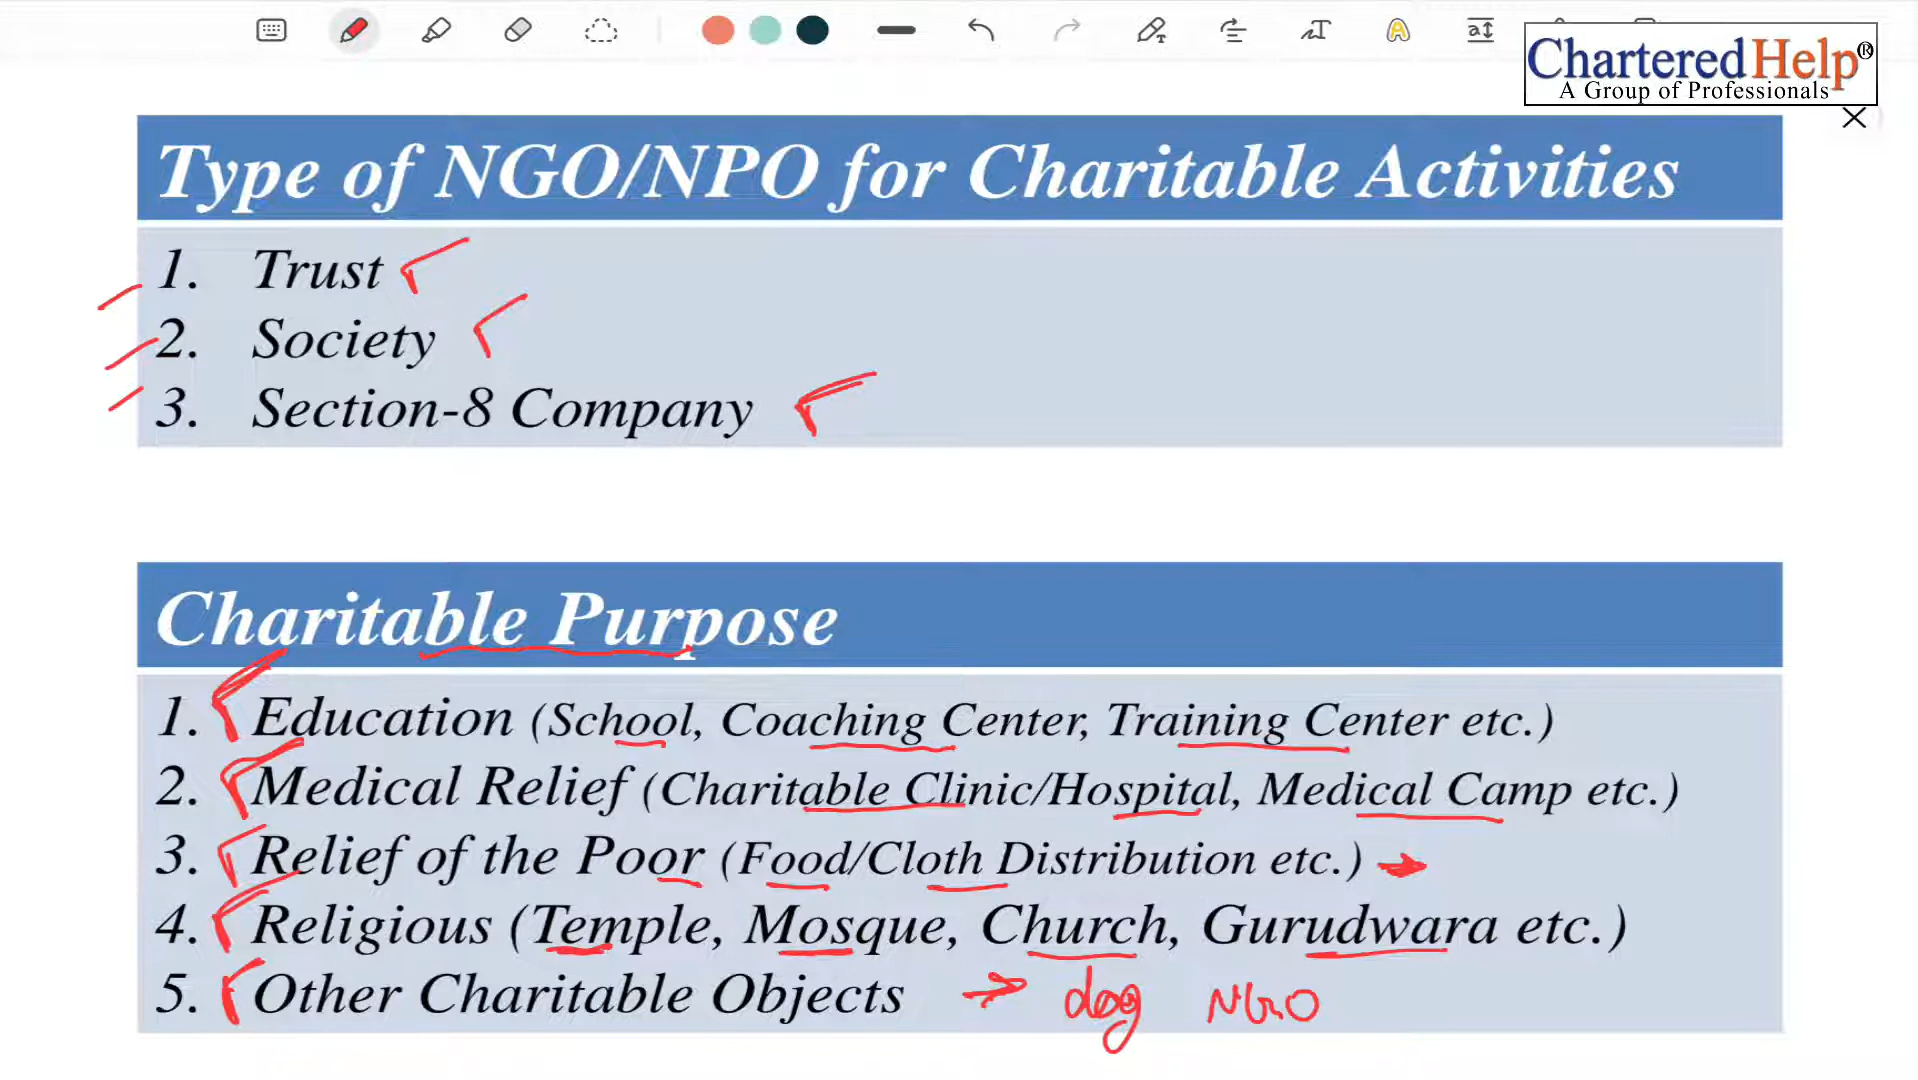 CharteredHelp®
A Group of Professionals
Type of NGO/NPO for Charitable Activities
1. Trust
2. Society
3. Section-8 Company
Charitable Purpose
1. Education (School, Coaching Center, Training Center etc.)
2. Medical Relief (Charitable Clinic/Hospital, Medical Camp etc.)
3. Relief of the Poor (Food/Cloth Distribution etc.)
4. Religious (Temple, Mosque, Church, Gurudwara etc.)
5. Other Charitable Objects → dog NGO